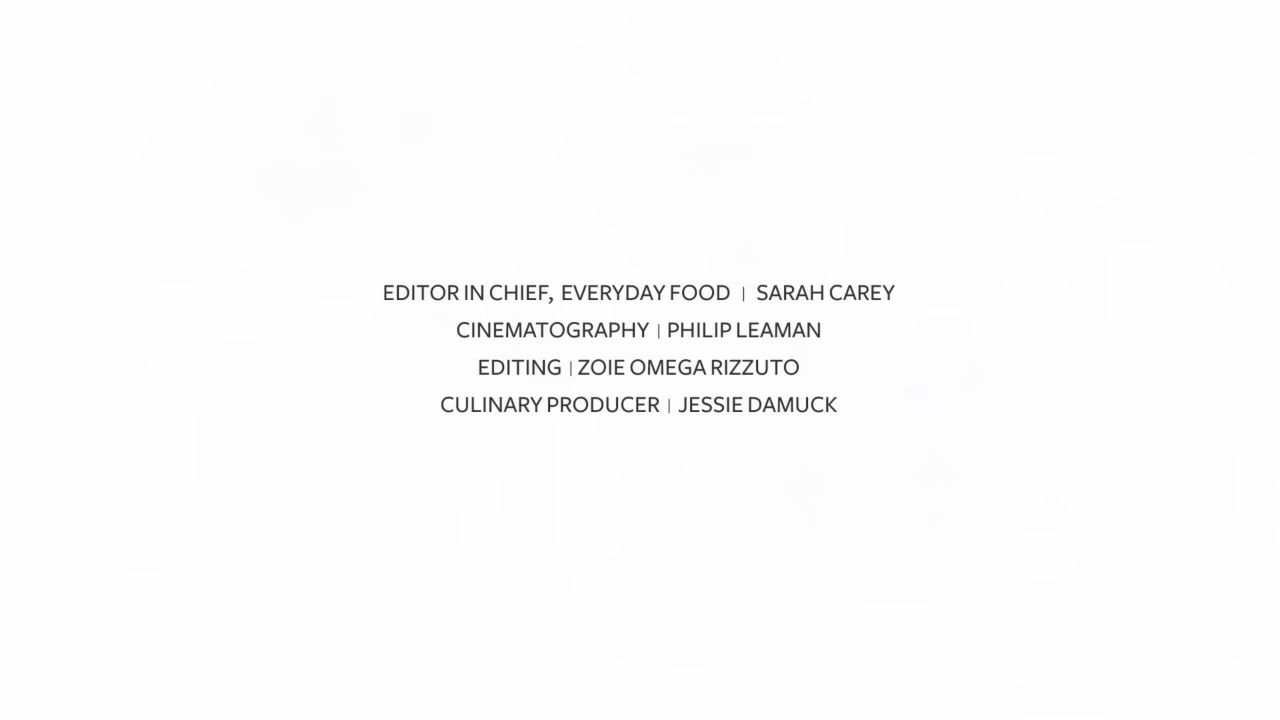 EDITOR IN CHIEF, EVERYDAY FOOD | SARAH CAREY
CINEMATOGRAPHY | PHILIP LEAMAN
EDITING | ZOIE OMEGA RIZZUTO
CULINARY PRODUCER | JESSIE DAMUCK